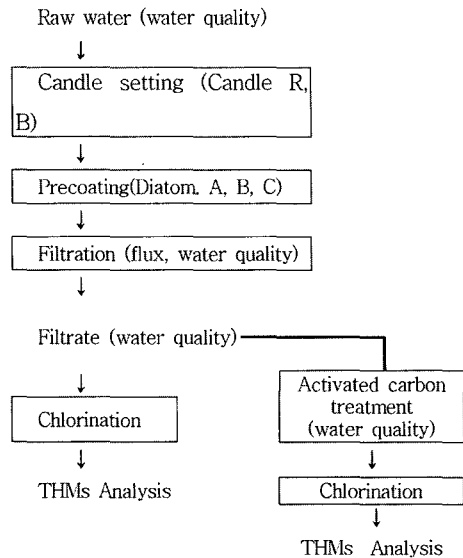 Raw water (water quality)
↓
Candle setting (Candle R,
B)
↓
Precoating(Diatom. A, B, C)
↓
Filtration (flux, water quality)
↓
Filtrate (water quality)
↓
Chlorination
↓
THMs Analysis
Activated carbon
treatment
(water quality)
↓
Chlorination
↓
THMs Analysis